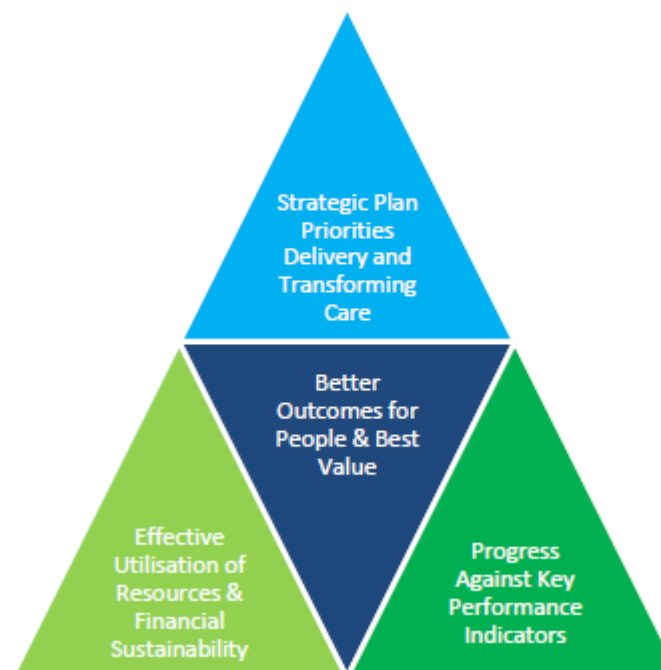 Strategic Plan
Priorities
Delivery and
Transforming
Care
Better
Outcomes for
People & Best
Value
Effective
Utilisation of
Resources &
Financial
Sustainability
Progress
Against Key
Performance
Indicators